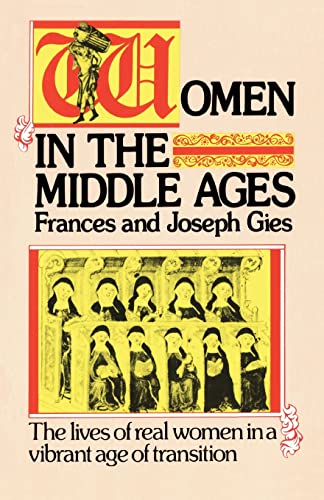 WOMEN
IN THE
MIDDLE AGES
Frances and Joseph Gies
The lives of real women in a
vibrant age of transition